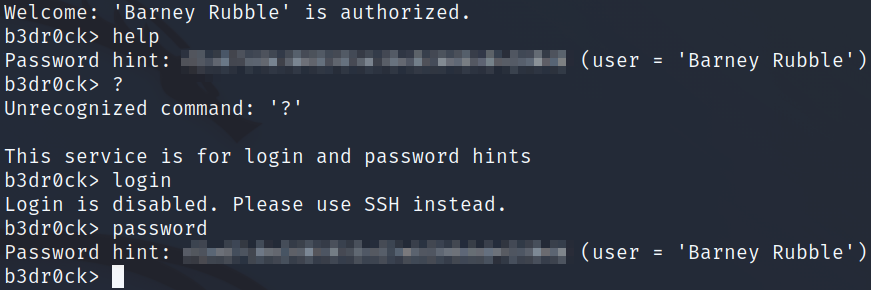 Welcome: 'Barney Rubble' is authorized.
b3dr0ck> help
Password hint: (user = 'Barney Rubble')
b3dr0ck> ?
Unrecognized command: '?'
This service is for login and password hints
b3dr0ck> login
Login is disabled. Please use SSH instead.
b3dr0ck> password
Password hint: (user = 'Barney Rubble')
b3dr0ck>